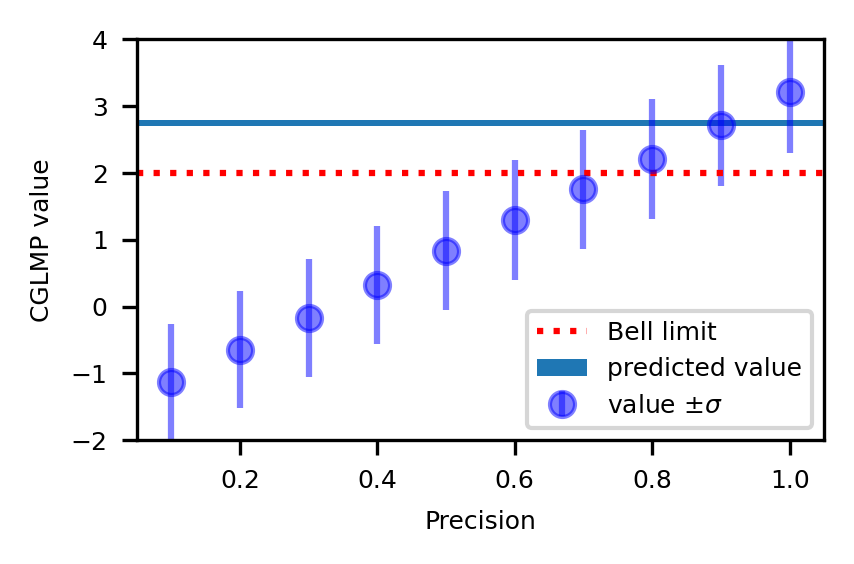 4
3
2
1
0
−1
−2
CGLMP value
0.2 0.4 0.6 0.8 1.0
Precision
Bell limit
predicted value
value ±σ